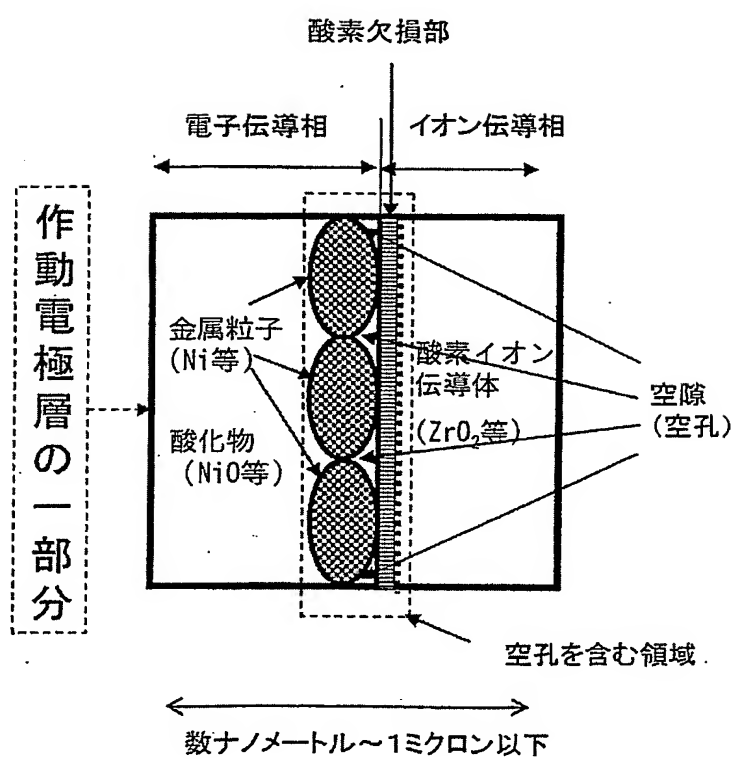 酸素欠損部
電子伝導相
イオン伝導相
作動電極層の一部分
金属粒子
(Ni等)
酸化物
(NiO等)
酸素イオン
伝導体
(ZrO₂等)
空隙
(空孔)
空孔を含む領域
数ナノメートル～1ミクロン以下